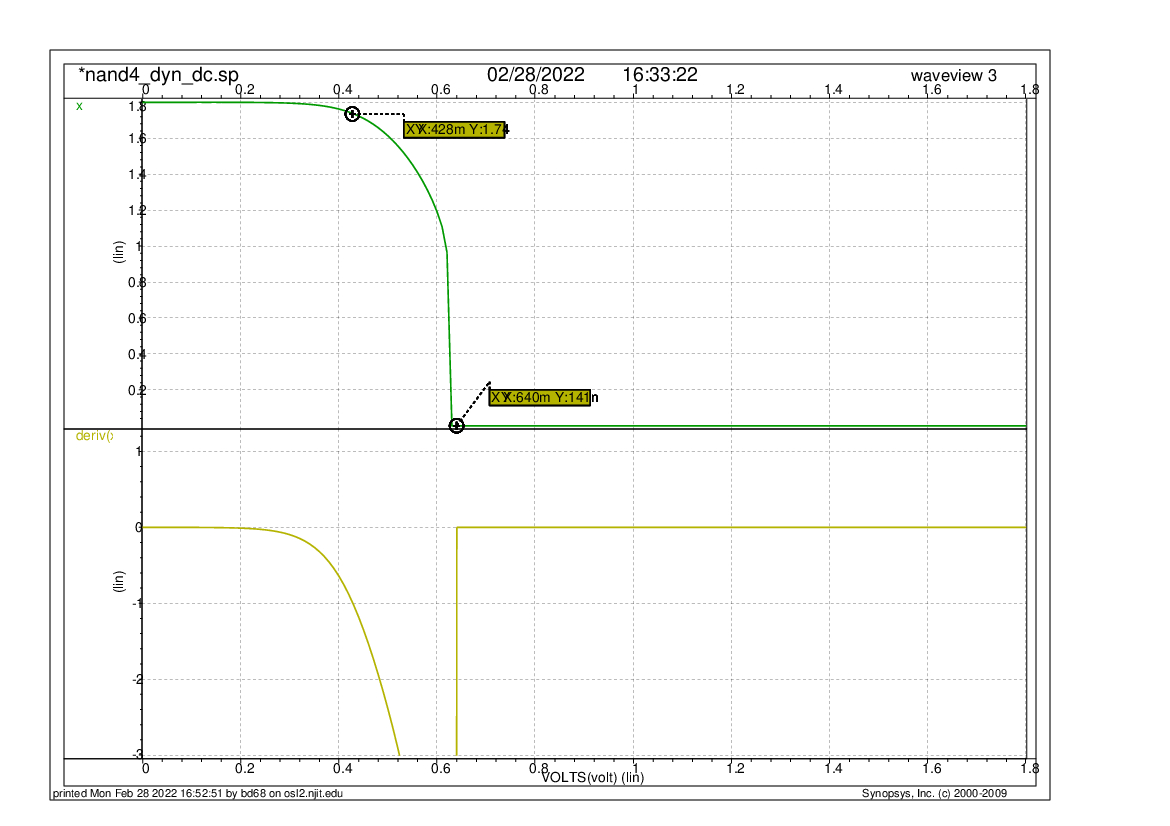 *nand4_dyn_dc.sp 02/28/2022 16:33:22 waveview 3
0 0.2 0.4 0.6 0.8 1 1.2 1.4 1.6 1.8
x
1.8
XX:428m Y:1.74
1.6
1.4
1.2
1
(lin)
0.8
0.6
0.4
0.2
XX:640m Y:141n
deriv(
1
0
(lin)
-1
-2
-3
0 0.2 0.4 0.6 0.8 1 1.2 1.4 1.6 1.8
VOLTS(volt) (lin)
printed Mon Feb 28 2022 16:52:51 by bd68 on osl2.njit.edu Synopsys, Inc. (c) 2000-2009